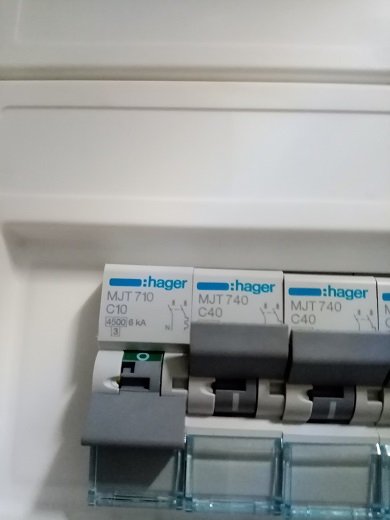 :hager
MJT 710
C10
4500 6 kA
3
N
O
:hager
MJT 740
C40
:hager
MJT 740
C40